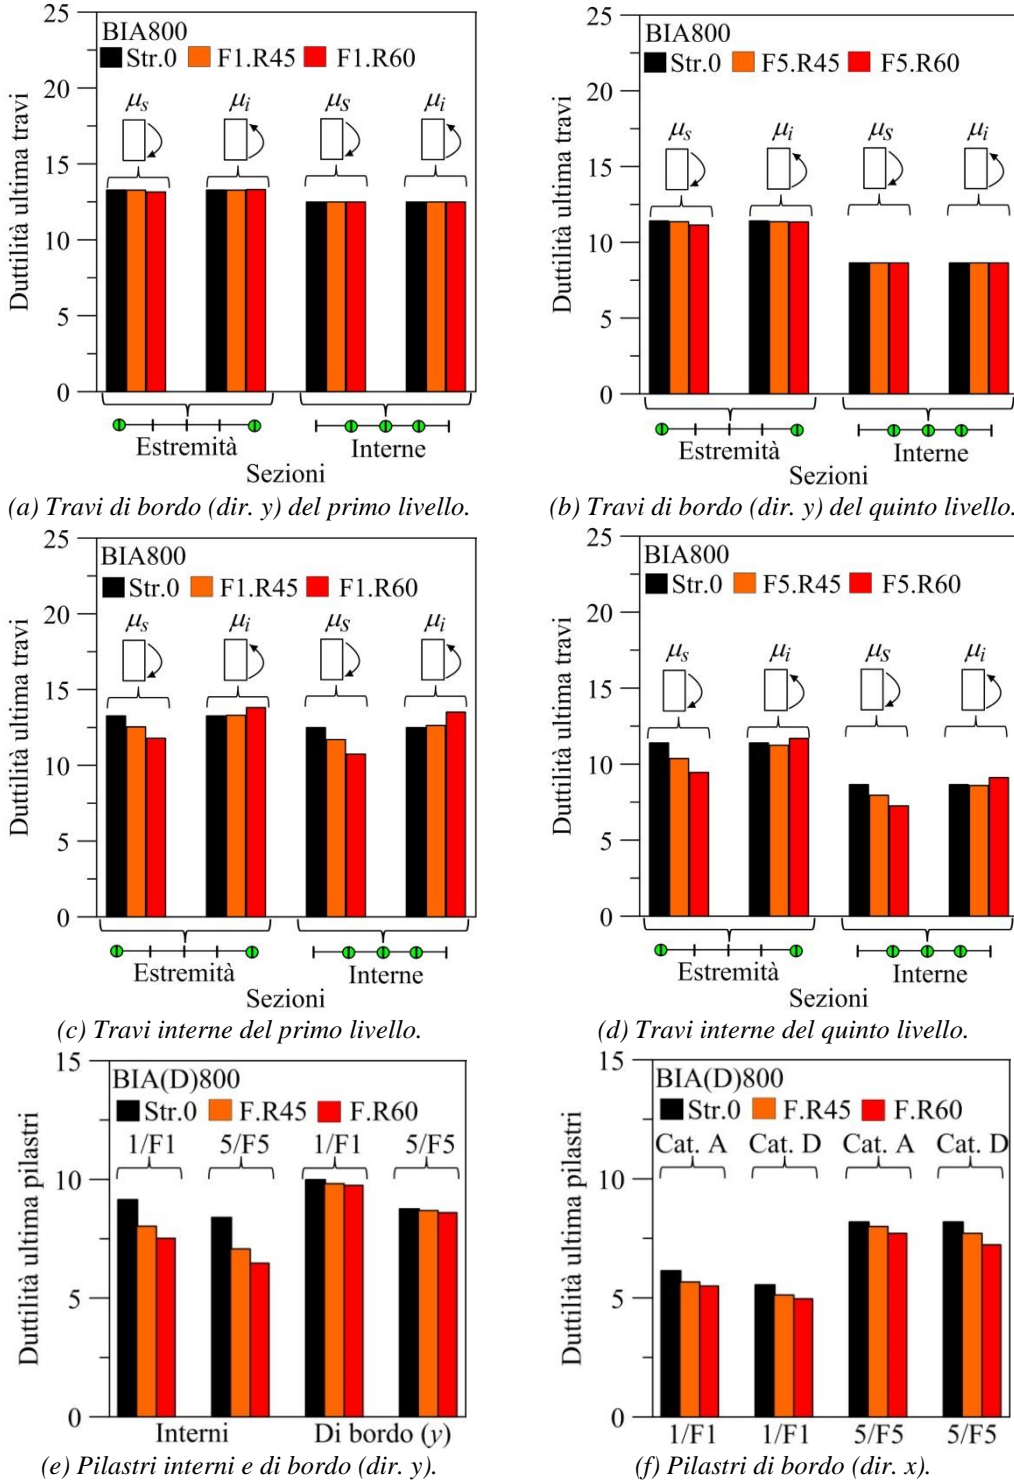 25
BIA800
Str.0 F1.R45 F1.R60
20
μs μi μs μi
15
10
5
0
Duttilità ultima travi
Estremità Interne
Sezioni
(a) Travi di bordo (dir. y) del primo livello.
25
BIA800
Str.0 F5.R45 F5.R60
20
μs μi μs μi
15
10
5
0
Duttilità ultima travi
Estremità Interne
Sezioni
(b) Travi di bordo (dir. y) del quinto livello.
25
BIA800
Str.0 F1.R45 F1.R60
20
μs μi μs μi
15
10
5
0
Duttilità ultima travi
Estremità Interne
Sezioni
(c) Travi interne del primo livello.
25
BIA800
Str.0 F5.R45 F5.R60
20
μs μi μs μi
15
10
5
0
Duttilità ultima travi
Estremità Interne
Sezioni
(d) Travi interne del quinto livello.
15
BIA(D)800
Str.0 F.R45 F.R60
1/F1 5/F5 1/F1 5/F5
10
5
0
Duttilità ultima pilastri
Interni Di bordo (y)
(e) Pilastri interni e di bordo (dir. y).
15
BIA(D)800
Str.0 F.R45 F.R60
Cat. A Cat. D Cat. A Cat. D
10
5
0
Duttilità ultima pilastri
1/F1 1/F1 5/F5 5/F5
(f) Pilastri di bordo (dir. x).